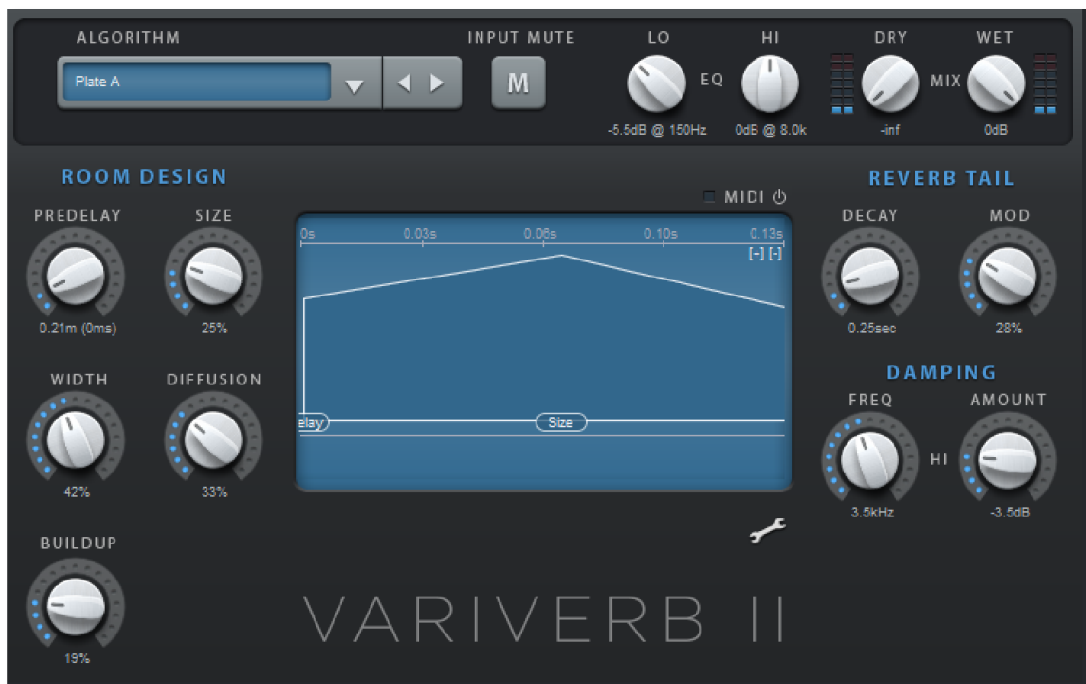 ALGORITHM
INPUT MUTE
LO
HI
DRY
WET
Plate A
M
EQ
MIX
-5.5dB @ 150Hz
0dB @ 8.0k
-inf
0dB
ROOM DESIGN
REVERB TAIL
MIDI
PREDELAY
SIZE
DECAY
MOD
0s
0.03s
0.06s
0.10s
0.13s
[-] [-]
0.21m (0ms)
25%
0.25sec
28%
WIDTH
DIFFUSION
DAMPING
FREQ
AMOUNT
elay
Size
HI
42%
33%
3.5kHz
-3.5dB
BUILDUP
19%
VARIVERB II